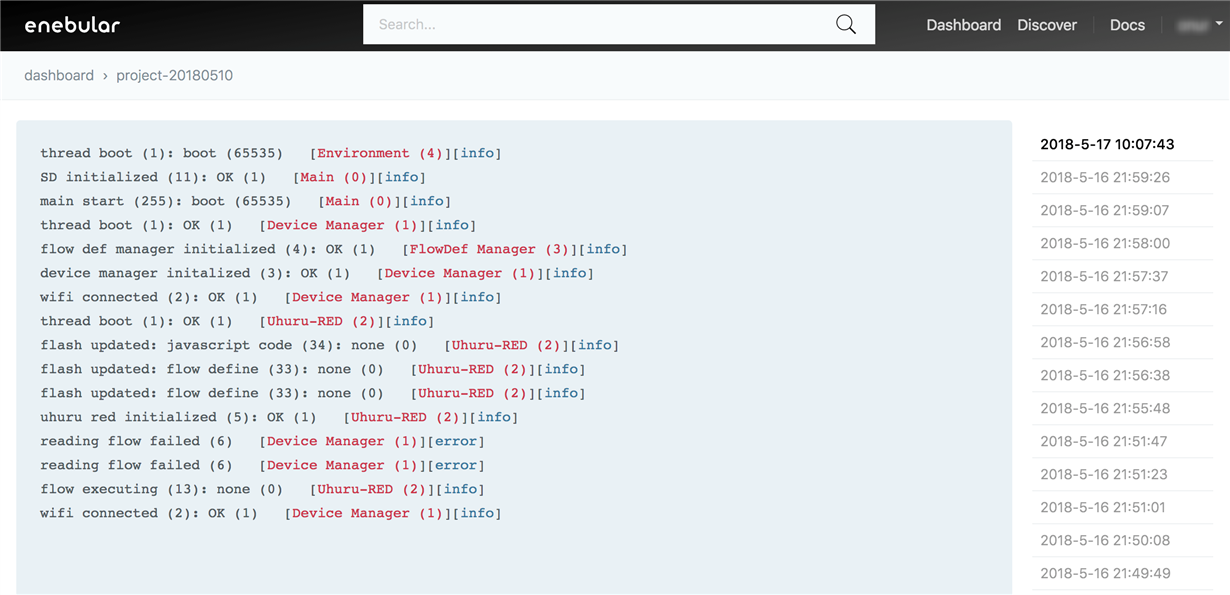 enebular
Search...
Dashboard Discover Docs
dashboard › project-20180510
thread boot (1): boot (65535) [Environment (4)][info]
SD initialized (11): OK (1) [Main (0)][info]
main start (255): boot (65535) [Main (0)][info]
thread boot (1): OK (1) [Device Manager (1)][info]
flow def manager initialized (4): OK (1) [FlowDef Manager (3)][info]
device manager initalized (3): OK (1) [Device Manager (1)][info]
wifi connected (2): OK (1) [Device Manager (1)][info]
thread boot (1): OK (1) [Uhuru-RED (2)][info]
flash updated: javascript code (34): none (0) [Uhuru-RED (2)][info]
flash updated: flow define (33): none (0) [Uhuru-RED (2)][info]
flash updated: flow define (33): none (0) [Uhuru-RED (2)][info]
uhuru red initialized (5): OK (1) [Uhuru-RED (2)][info]
reading flow failed (6) [Device Manager (1)][error]
reading flow failed (6) [Device Manager (1)][error]
flow executing (13): none (0) [Uhuru-RED (2)][info]
wifi connected (2): OK (1) [Device Manager (1)][info]
2018-5-17 10:07:43
2018-5-16 21:59:26
2018-5-16 21:59:07
2018-5-16 21:58:00
2018-5-16 21:57:37
2018-5-16 21:57:16
2018-5-16 21:56:58
2018-5-16 21:56:38
2018-5-16 21:55:48
2018-5-16 21:51:47
2018-5-16 21:51:23
2018-5-16 21:51:01
2018-5-16 21:50:08
2018-5-16 21:49:49